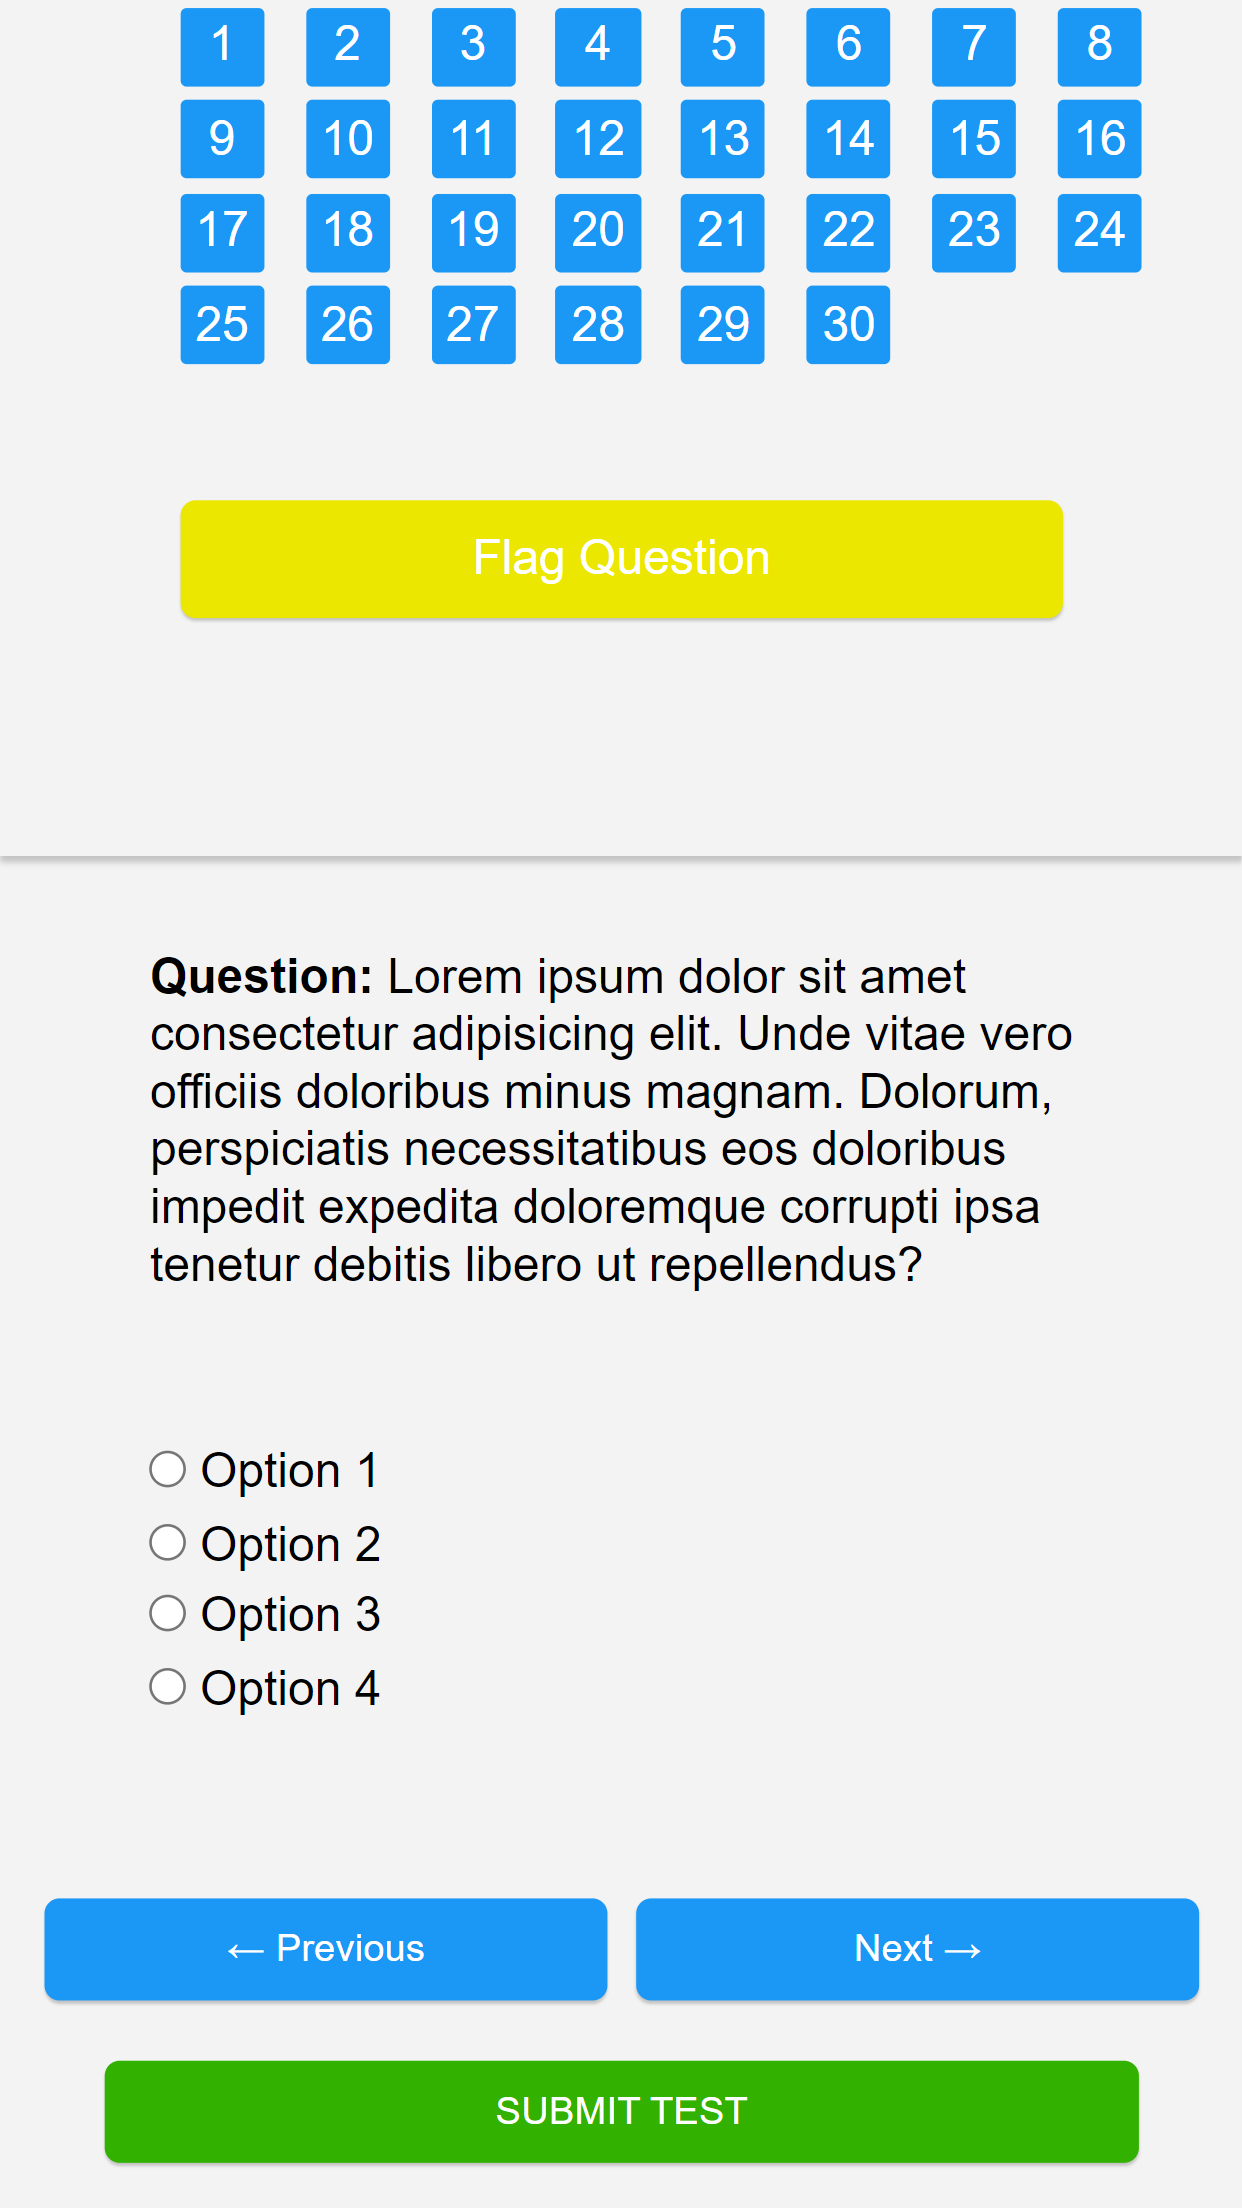 1 2 3 4 5 6 7 8
9 10 11 12 13 14 15 16
17 18 19 20 21 22 23 24
25 26 27 28 29 30
Flag Question
Question: Lorem ipsum dolor sit amet
consectetur adipisicing elit. Unde vitae vero
officiis doloribus minus magnam. Dolorum,
perspiciatis necessitatibus eos doloribus
impedit expedita doloremque corrupti ipsa
tenetur debitis libero ut repellendus?
Option 1
Option 2
Option 3
Option 4
← Previous Next →
SUBMIT TEST